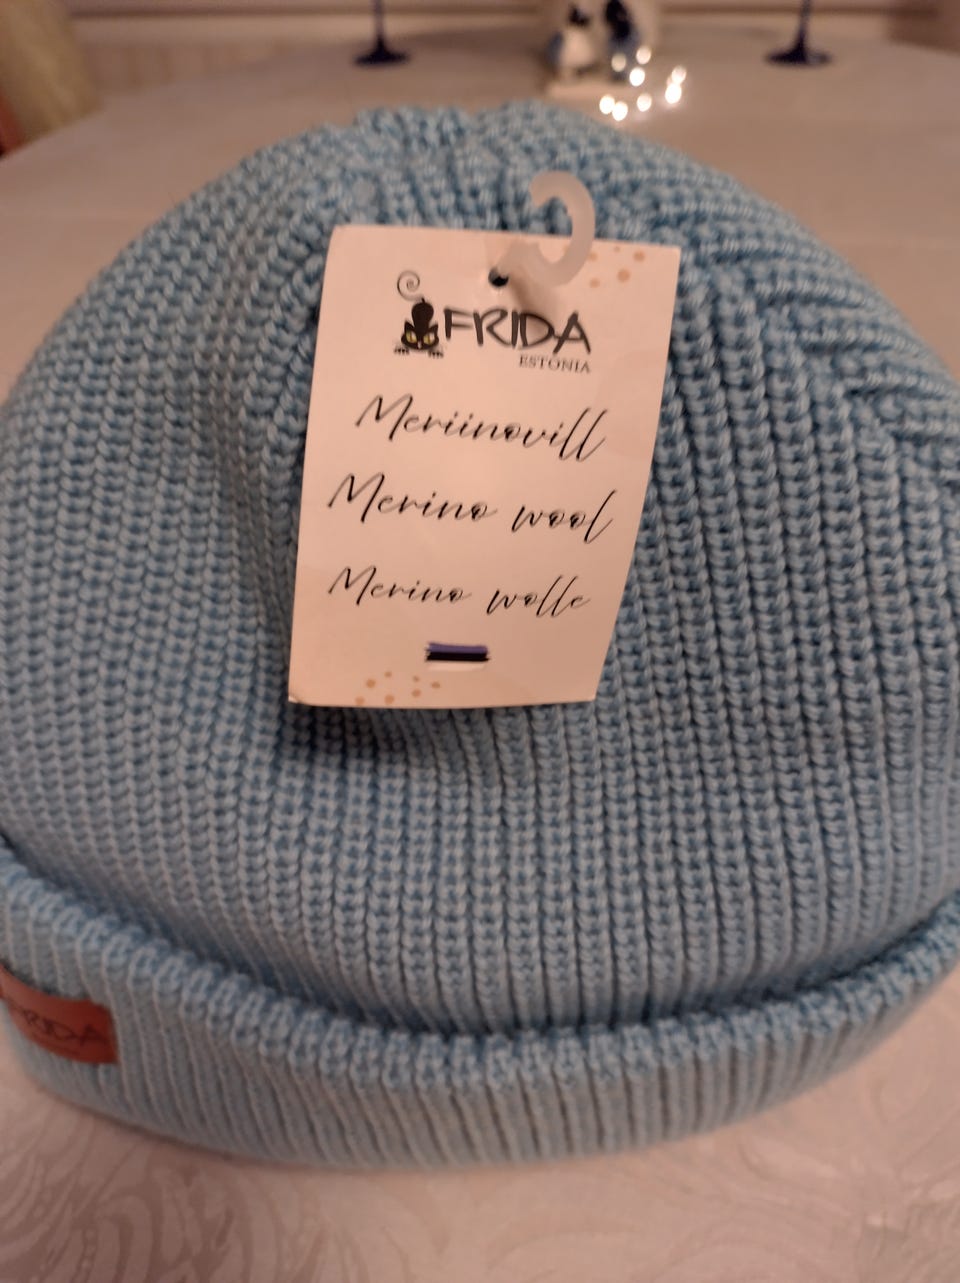 FRIDA
ESTONIA
Meriinovill
Merino wool
Merino wolle
FRIDA